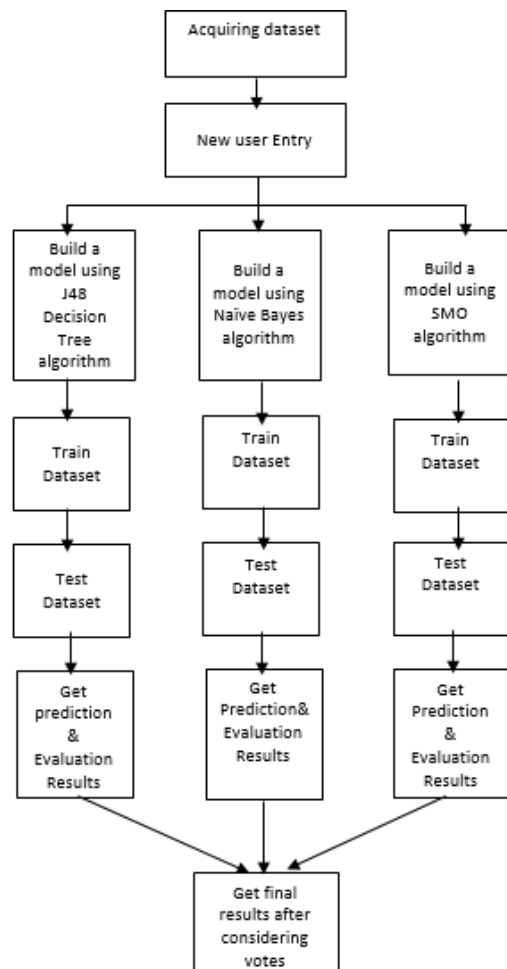 Acquiring dataset
New user Entry
Build a
model using
J48
Decision
Tree
algorithm
Build a
model using
Naïve Bayes
algorithm
Build a
model using
SMO
algorithm
Train
Dataset
Train
Dataset
Train
Dataset
Test
Dataset
Test
Dataset
Test
Dataset
Get
prediction
&
Evaluation
Results
Get
Prediction&
Evaluation
Results
Get
Prediction
&
Evaluation
Results
Get final
results after
considering
votes